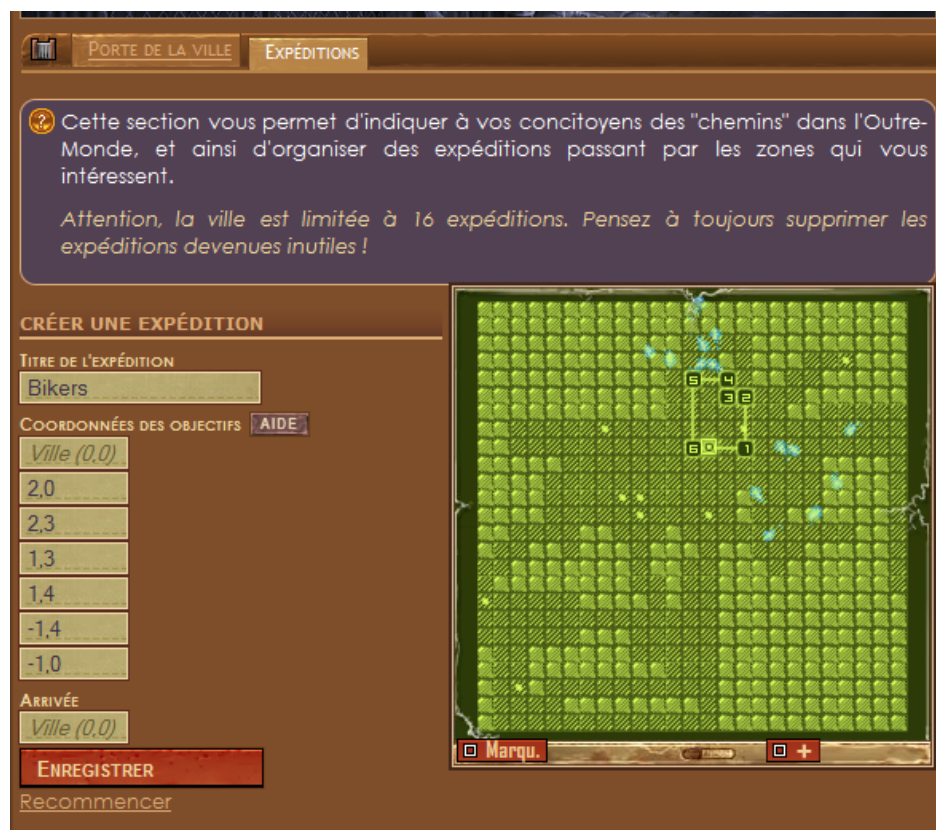 PORTE DE LA VILLE
EXPÉDITIONS
Cette section vous permet d'indiquer à vos concitoyens des "chemins" dans l'Outre-
Monde, et ainsi d'organiser des expéditions passant par les zones qui vous
intéressent.
Attention, la ville est limitée à 16 expéditions. Pensez à toujours supprimer les
expéditions devenues inutiles !
CRÉER UNE EXPÉDITION
TITRE DE L'EXPÉDITION
Bikers
COORDONNÉES DES OBJECTIFS AIDE
Ville (0,0)
2,0
2,3
1,3
1,4
-1,4
-1,0
ARRIVÉE
Ville (0,0)
ENREGISTRER
Recommencer
5 4
3 2
6 1
Marqu. +